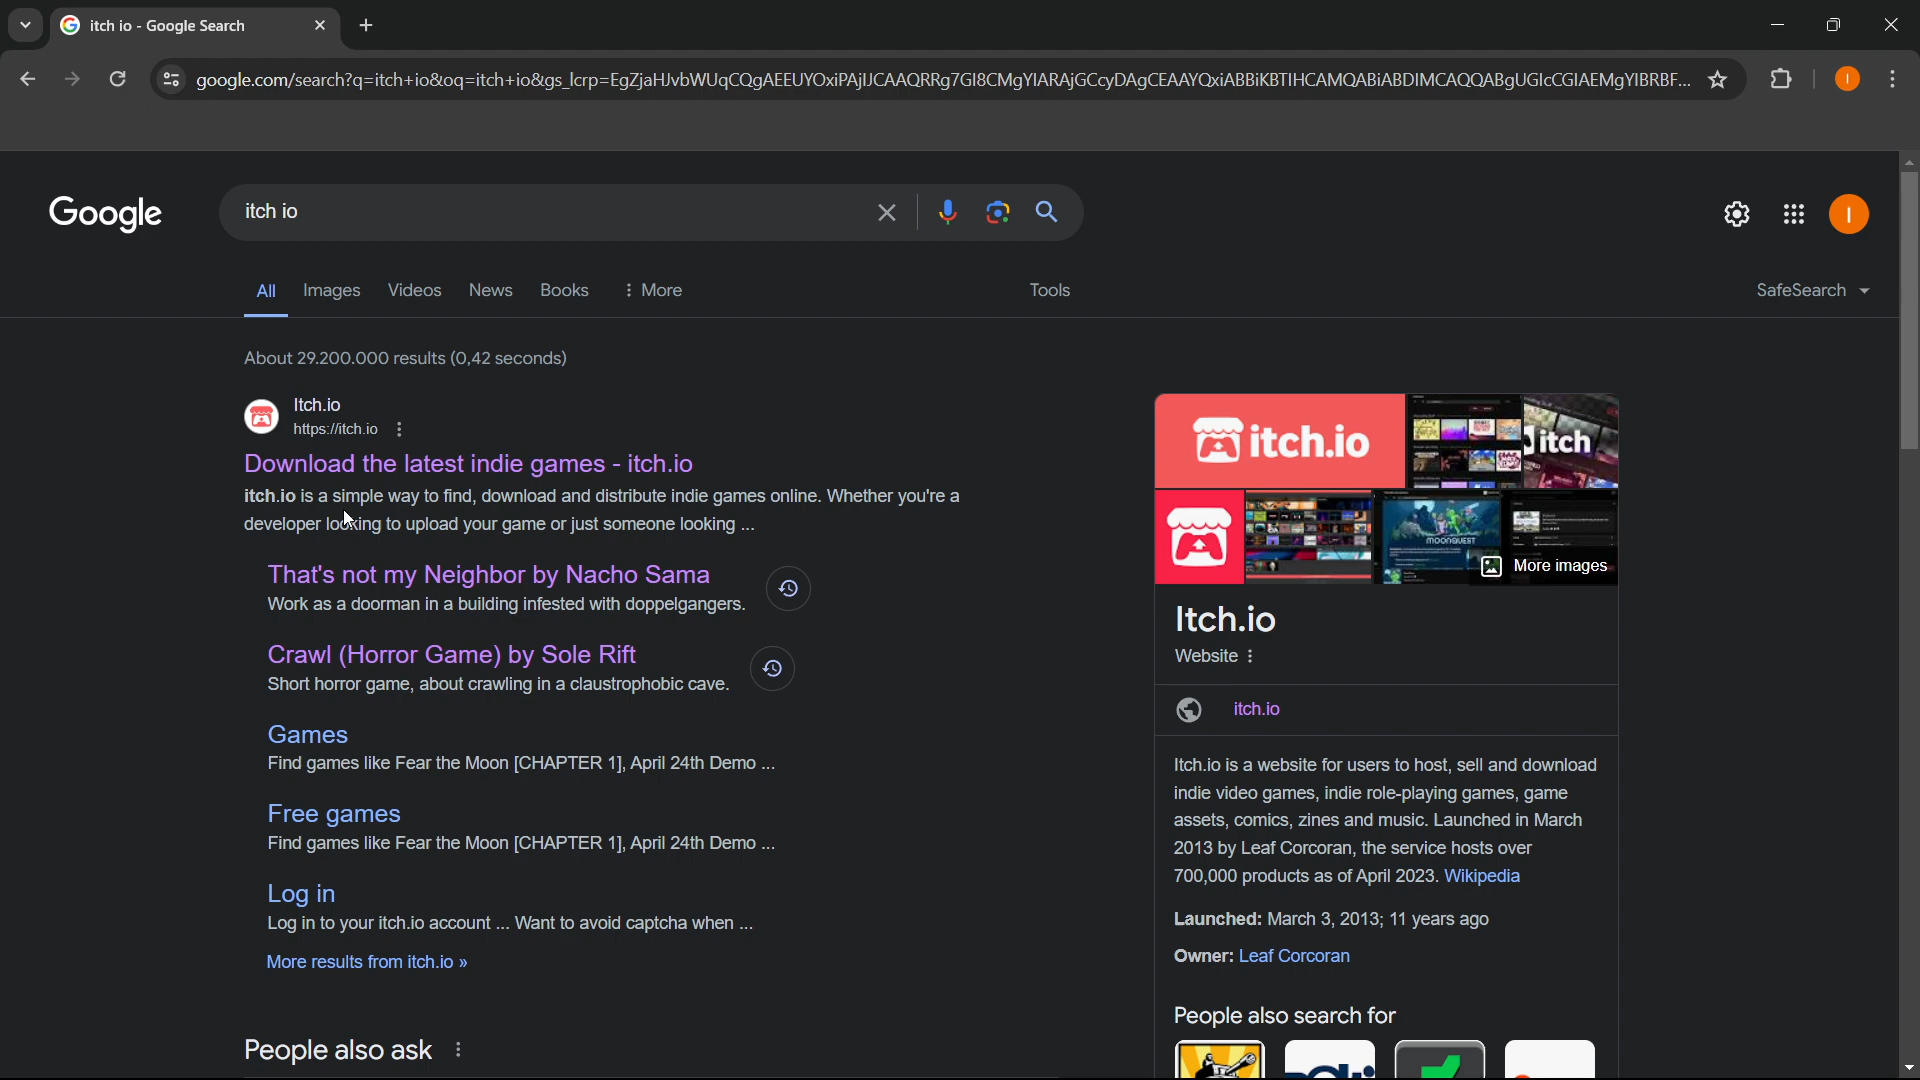 itch io - Google Search
google.com/search?q=itch+io&oq=itch+io&gs_lcrp=EgZjaHJvbWUqCQgAEEUYOxiPAjIJCAAQRRg7GI8CMgYIARAjGCcyDAgCEAAYQxiABBiKBTIHCAMQABiABDIMCAQQABgUGIcCGIAEMgYIBRBF...
Google
itch io
All Images Videos News Books More Tools SafeSearch
About 29.200.000 results (0,42 seconds)
Itch.io
https://itch.io
Download the latest indie games - itch.io
itch.io is a simple way to find, download and distribute indie games online. Whether you're a
developer looking to upload your game or just someone looking ...
That's not my Neighbor by Nacho Sama
Work as a doorman in a building infested with doppelgangers.
Crawl (Horror Game) by Sole Rift
Short horror game, about crawling in a claustrophobic cave.
Games
Find games like Fear the Moon [CHAPTER 1], April 24th Demo ...
Free games
Find games like Fear the Moon [CHAPTER 1], April 24th Demo ...
Log in
Log in to your itch.io account ... Want to avoid captcha when ...
More results from itch.io »
People also ask
itch.io
itch
MOONQUEST
More images
Itch.io
Website
itch.io
Itch.io is a website for users to host, sell and download
indie video games, indie role-playing games, game
assets, comics, zines and music. Launched in March
2013 by Leaf Corcoran, the service hosts over
700,000 products as of April 2023. Wikipedia
Launched: March 3, 2013; 11 years ago
Owner: Leaf Corcoran
People also search for